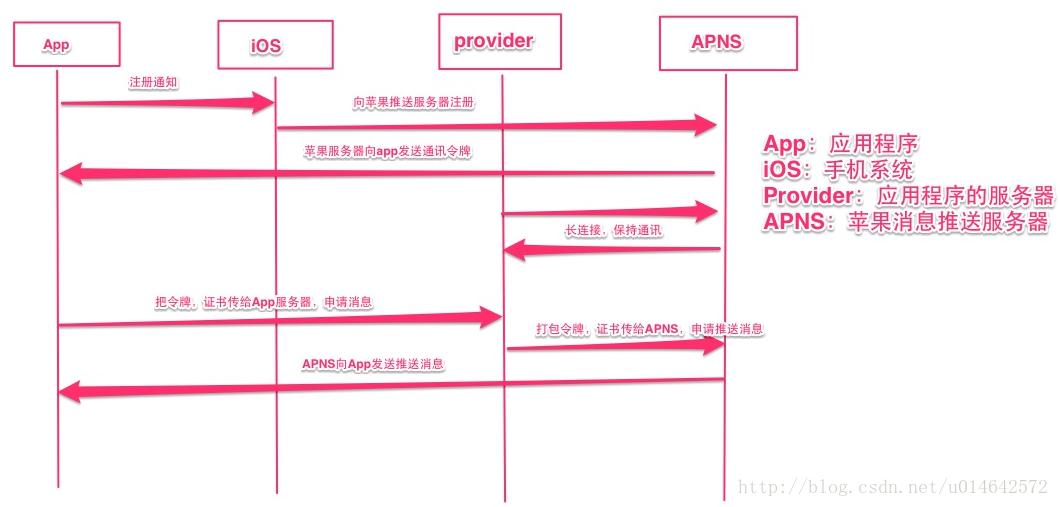 App
iOS
provider
APNS
注册通知
向苹果推送服务器注册
苹果服务器向app发送通讯令牌
App：应用程序
iOS：手机系统
Provider：应用程序的服务器
APNS：苹果消息推送服务器
长连接，保持通讯
把令牌，证书传给App服务器，申请消息
打包令牌，证书传给APNS，申请推送消息
APNS向App发送推送消息
http://blog.csdn.net/u014642572